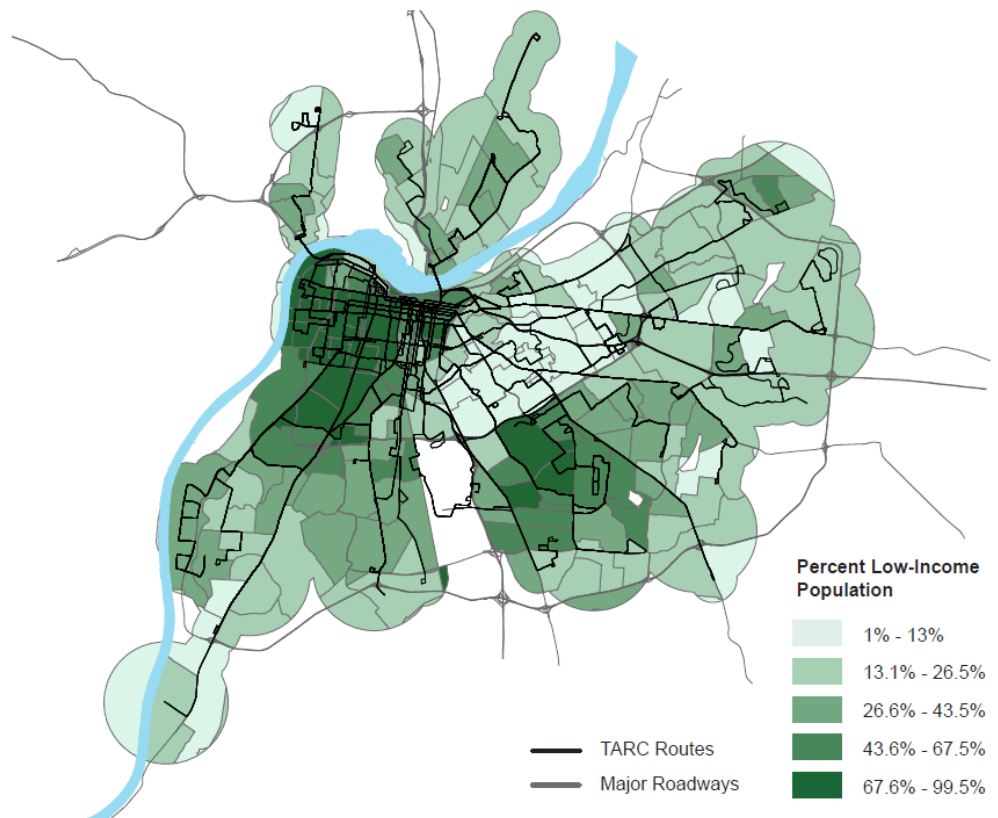 Percent Low-Income
Population
1% - 13%
13.1% - 26.5%
26.6% - 43.5%
43.6% - 67.5%
67.6% - 99.5%
TARC Routes
Major Roadways